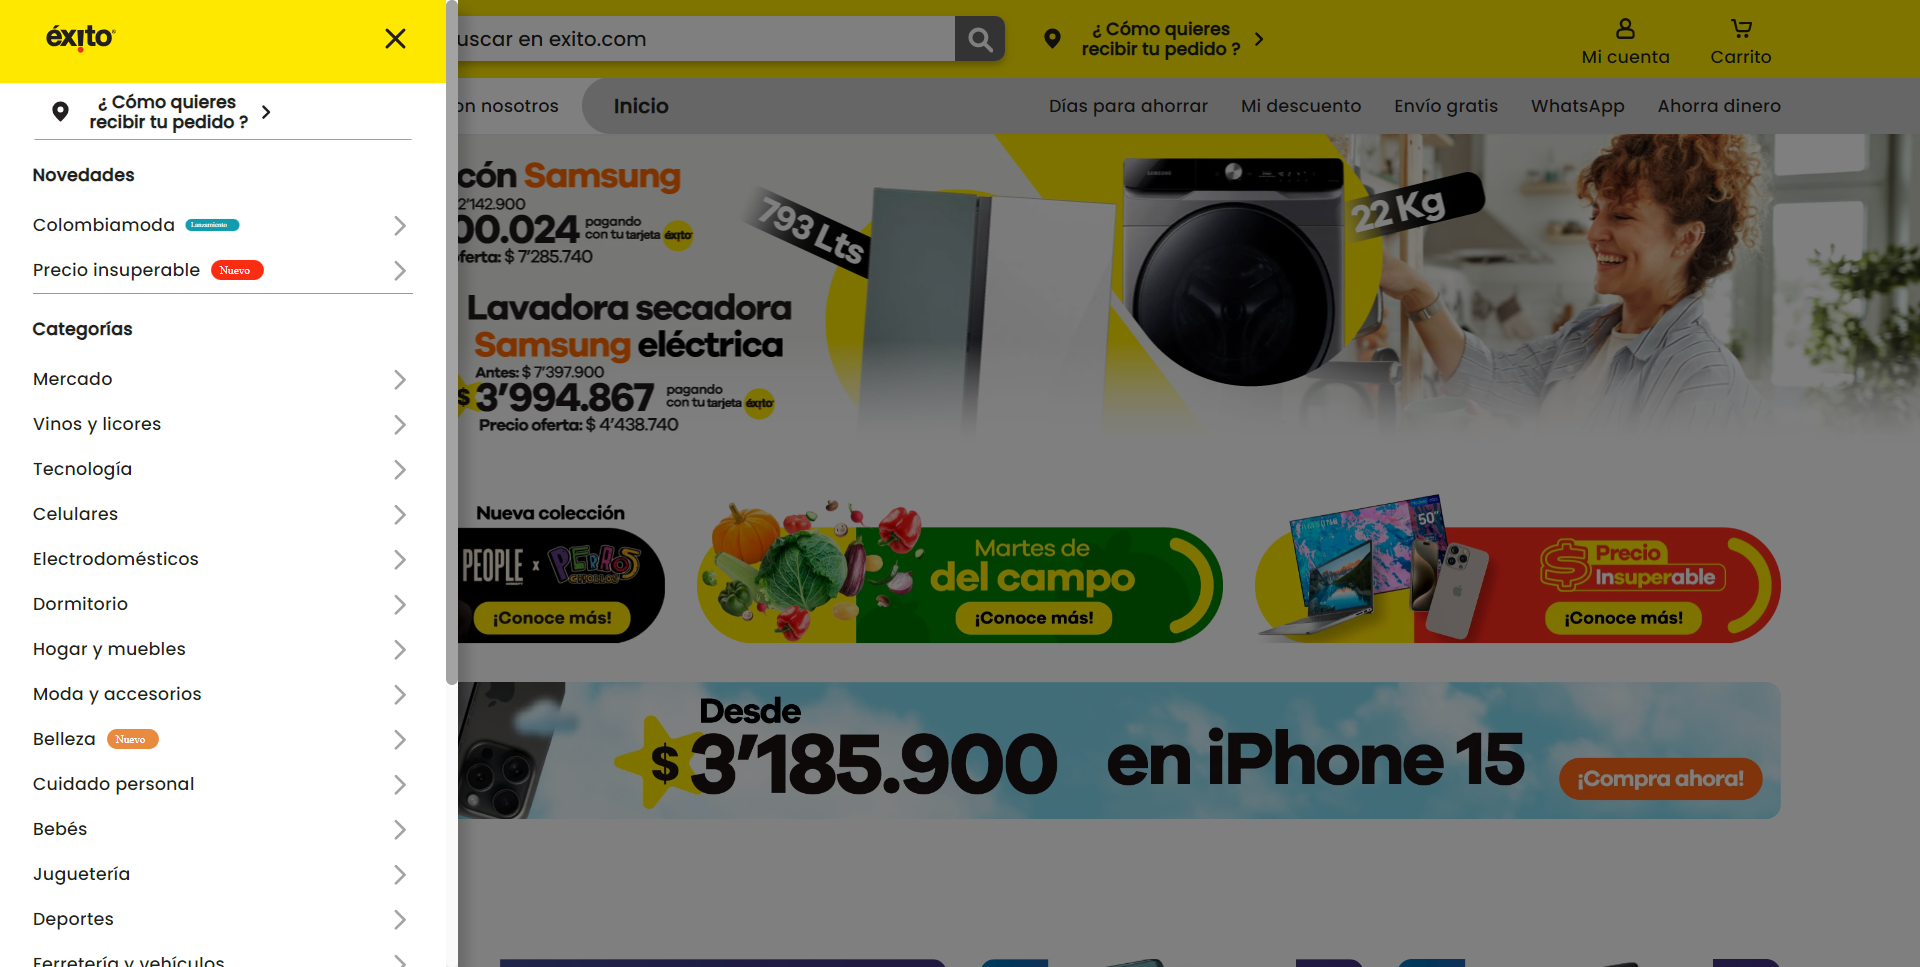 éxito
¿ Cómo quieres
recibir tu pedido ?
Novedades
Colombiamoda Lanzamiento
Precio insuperable Nuevo
Categorías
Mercado
Vinos y licores
Tecnología
Celulares
Electrodomésticos
Dormitorio
Hogar y muebles
Moda y accesorios
Belleza Nuevo
Cuidado personal
Bebés
Juguetería
Deportes
Ferretería y vehículos
uscar en exito.com
¿ Cómo quieres
recibir tu pedido ?
Mi cuenta
Carrito
on nosotros
Inicio
Días para ahorrar
Mi descuento
Envío gratis
WhatsApp
Ahorra dinero
cón Samsung
2'142.900
00.024 pagando
con tu tarjeta éxito
ferta: $ 7'285.740
793 Lts
SAMSUNG
22 Kg
Lavadora secadora
Samsung eléctrica
Antes: $ 7'397.900
$ 3'994.867 pagando
con tu tarjeta éxito
Precio oferta: $ 4'438.740
Nueva colección
PEOPLE x PERROS
CRIOLLOS
¡Conoce más!
Martes de
del campo
¡Conoce más!
50"
Precio
Insuperable
¡Conoce más!
Desde
$ 3'185.900 en iPhone 15
¡Compra ahora!